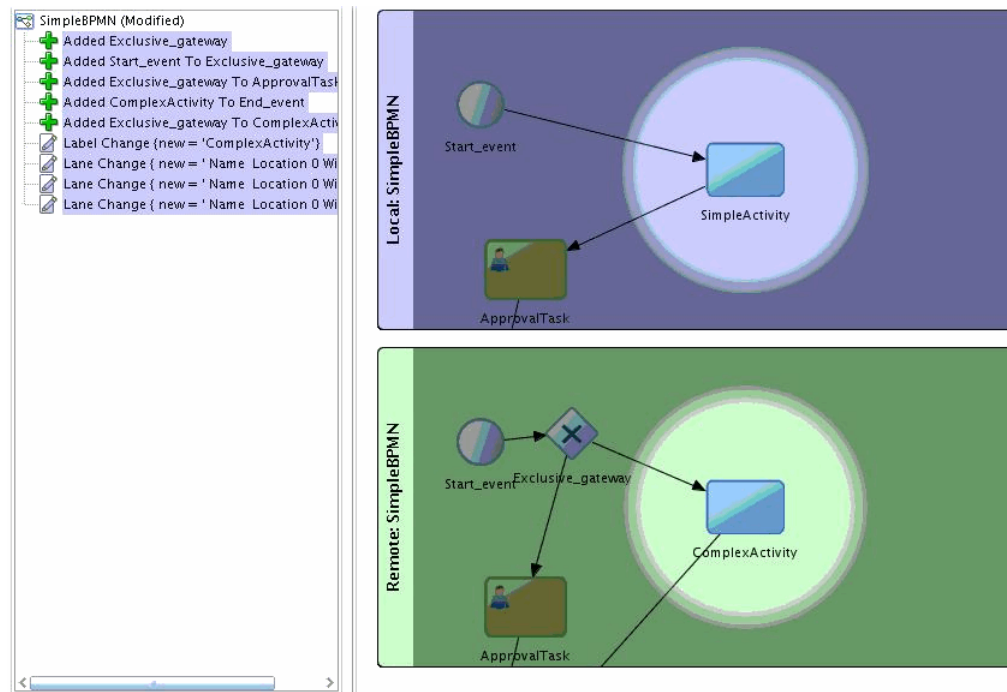 SimpleBPMN (Modified)
Added Exclusive_gateway
Added Start_event To Exclusive_gateway
Added Exclusive_gateway To ApprovalTask
Added ComplexActivity To End_event
Added Exclusive_gateway To ComplexActiv
Label Change {new = 'ComplexActivity'}
Lane Change { new = ' Name Location 0 Wi
Lane Change { new = ' Name Location 0 Wi
Lane Change { new = ' Name Location 0 Wi
Local: SimpleBPMN
Start_event
SimpleActivity
ApprovalTask
Remote: SimpleBPMN
Start_event
Exclusive_gateway
ComplexActivity
ApprovalTask